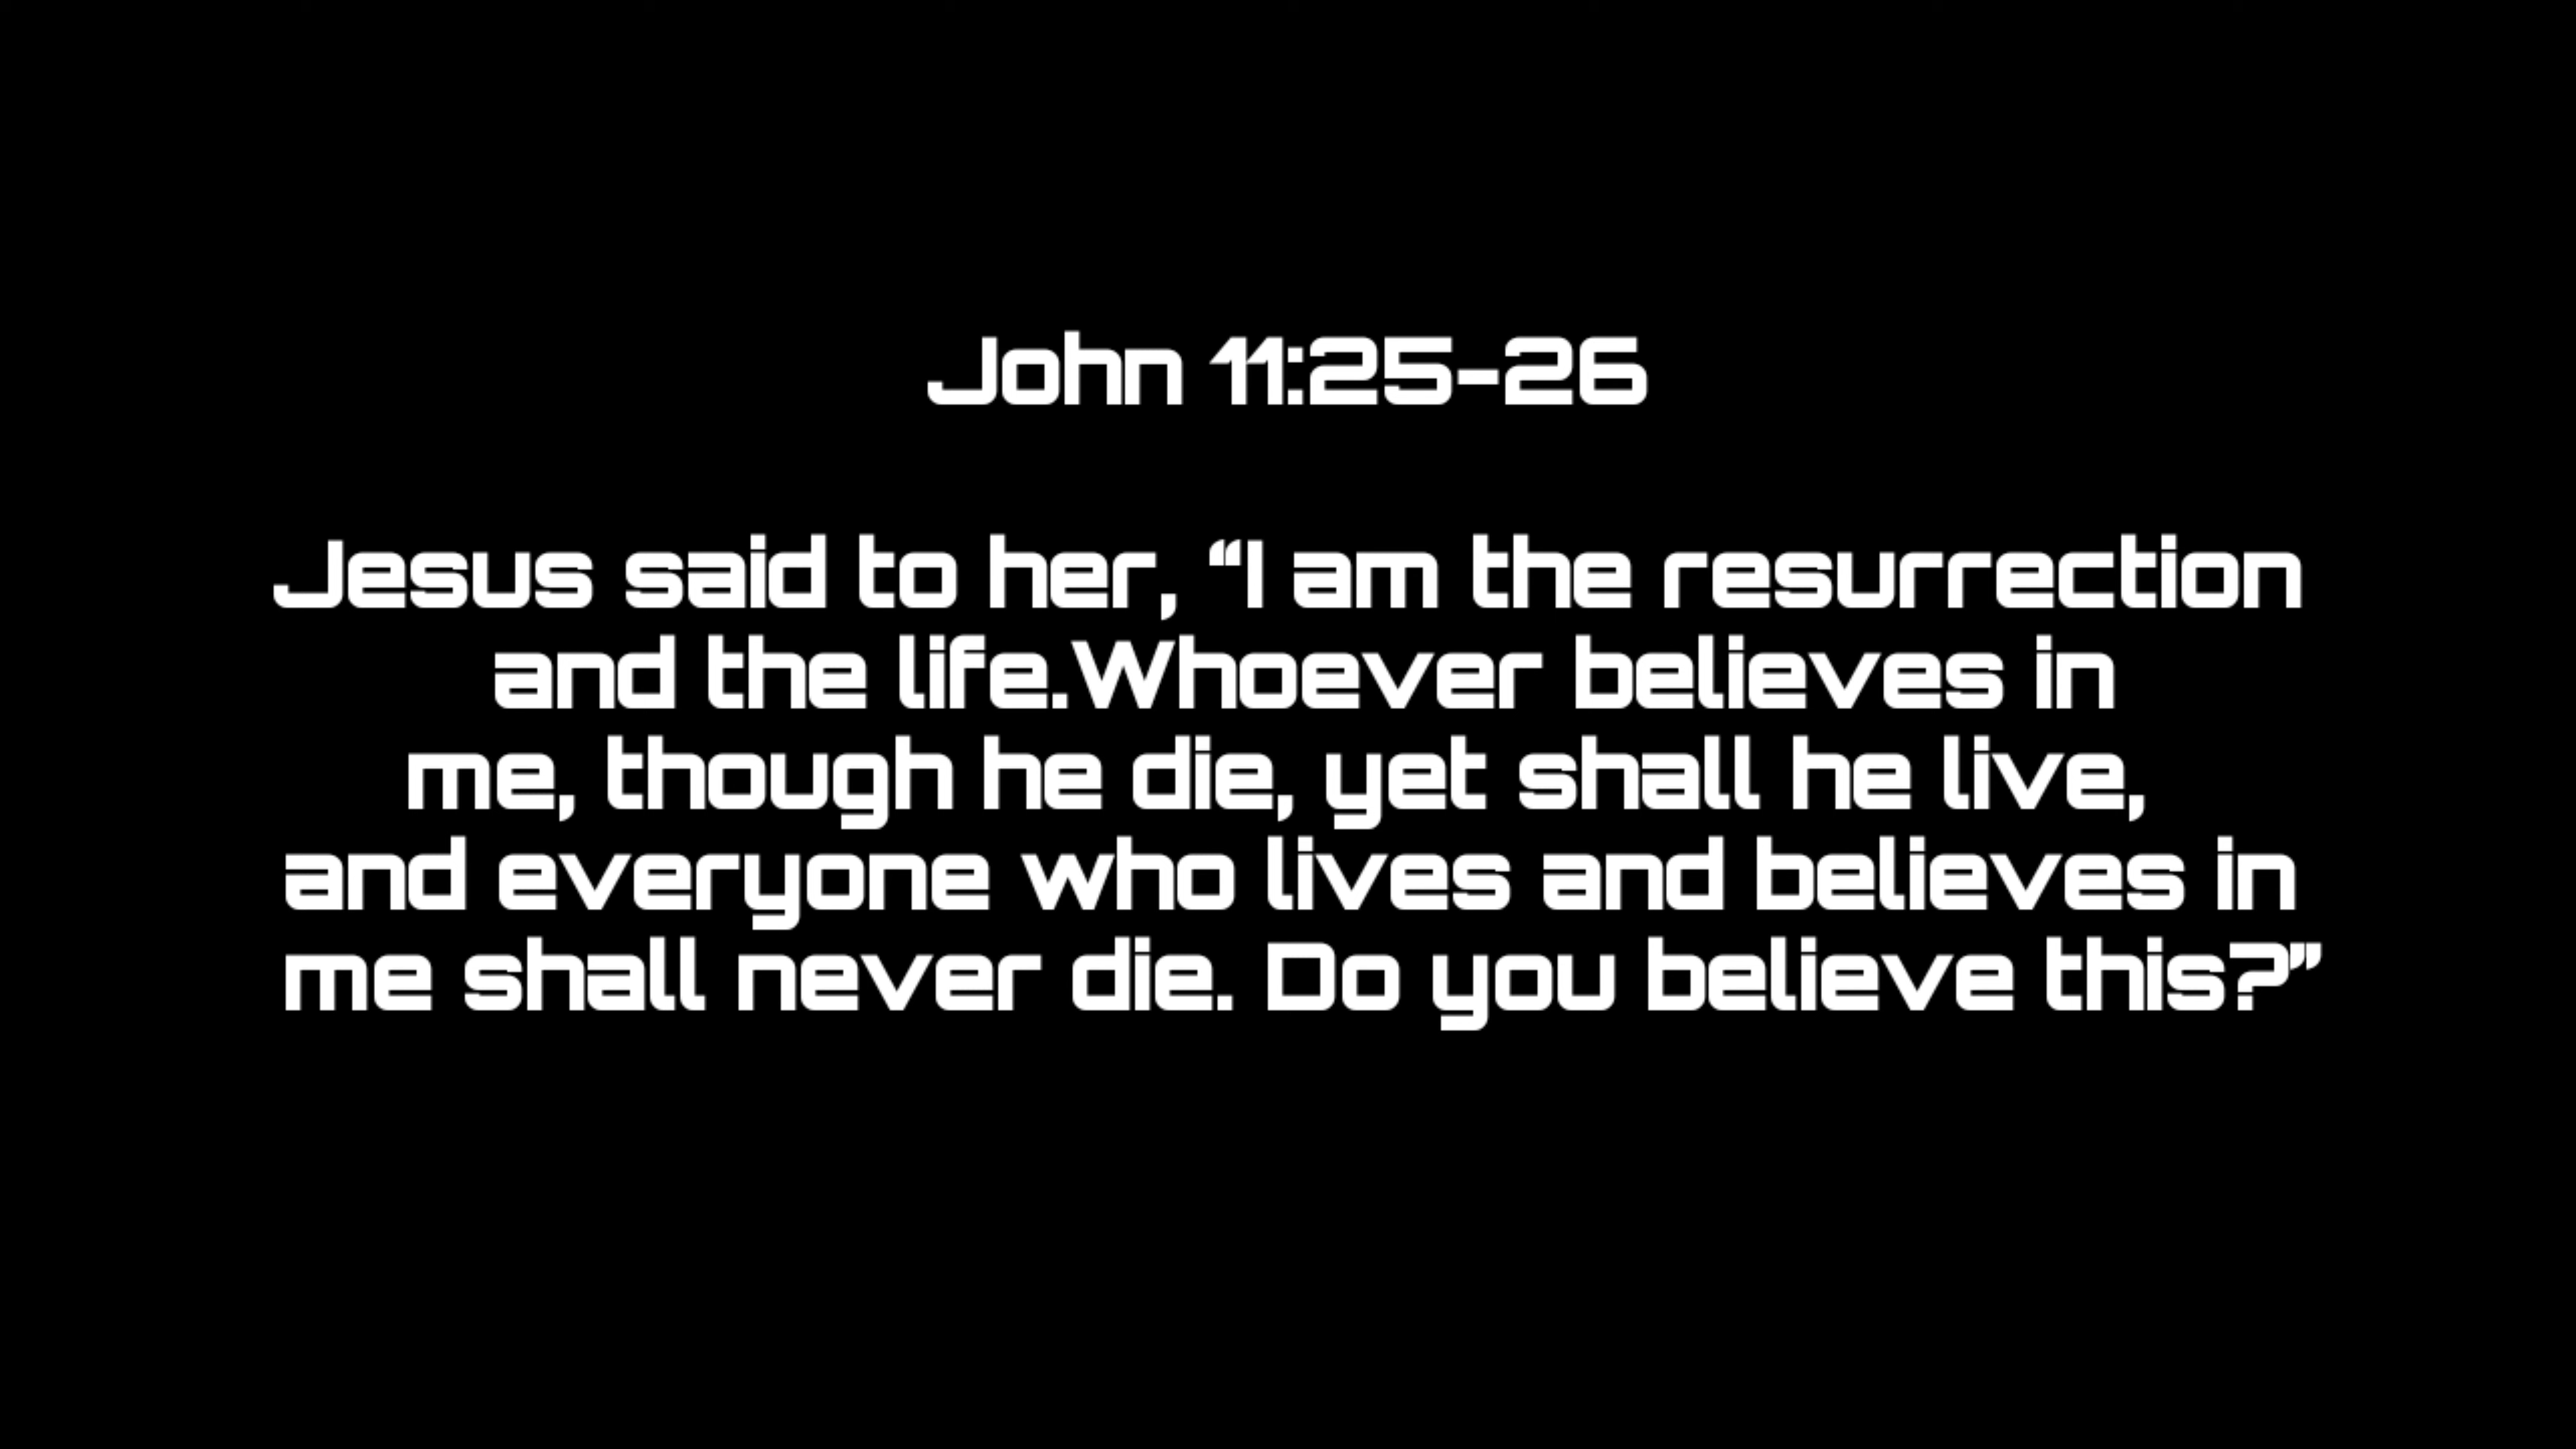 John 11:25-26
Jesus said to her, “I am the resurrection
and the life.Whoever believes in
me, though he die, yet shall he live,
and everyone who lives and believes in
me shall never die. Do you believe this?”